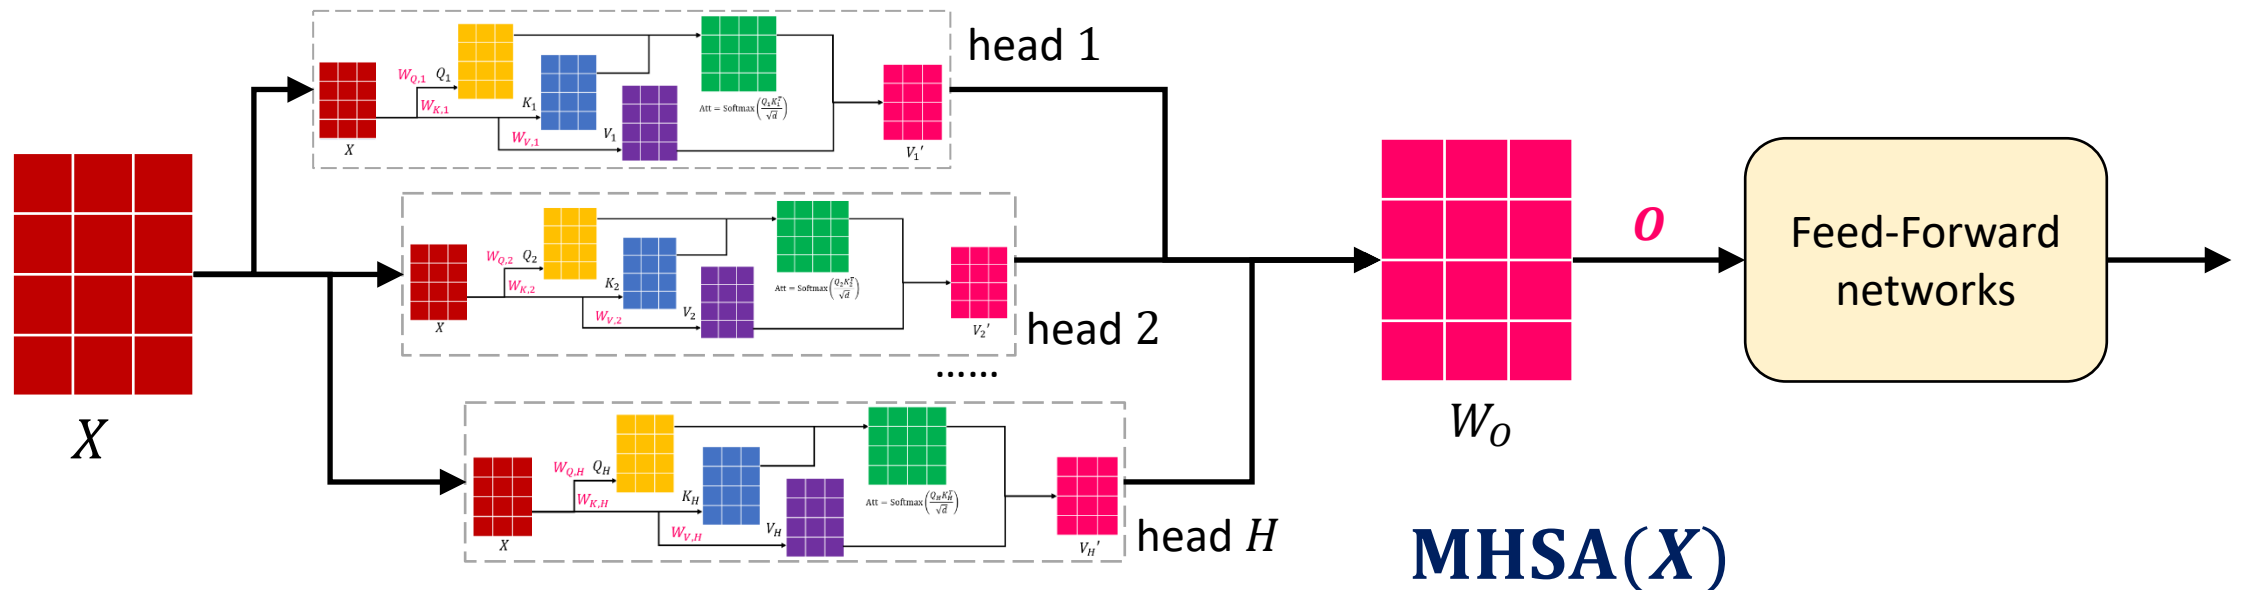 X
head 1
X
W_{Q,1} Q_1
W_{K,1}
K_1
W_{V,1}
V_1
Att = Softmax(Q_1K_1^T/√d)
V_1'
head 2
X
W_{Q,2} Q_2
W_{K,2}
K_2
W_{V,2}
V_2
Att = Softmax(Q_2K_2^T/√d)
V_2'
......
head H
X
W_{Q,H} Q_H
W_{K,H}
K_H
W_{V,H}
V_H
Att = Softmax(Q_HK_H^T/√d)
V_H'
W_O
O
Feed-Forward
networks
MHSA(X)